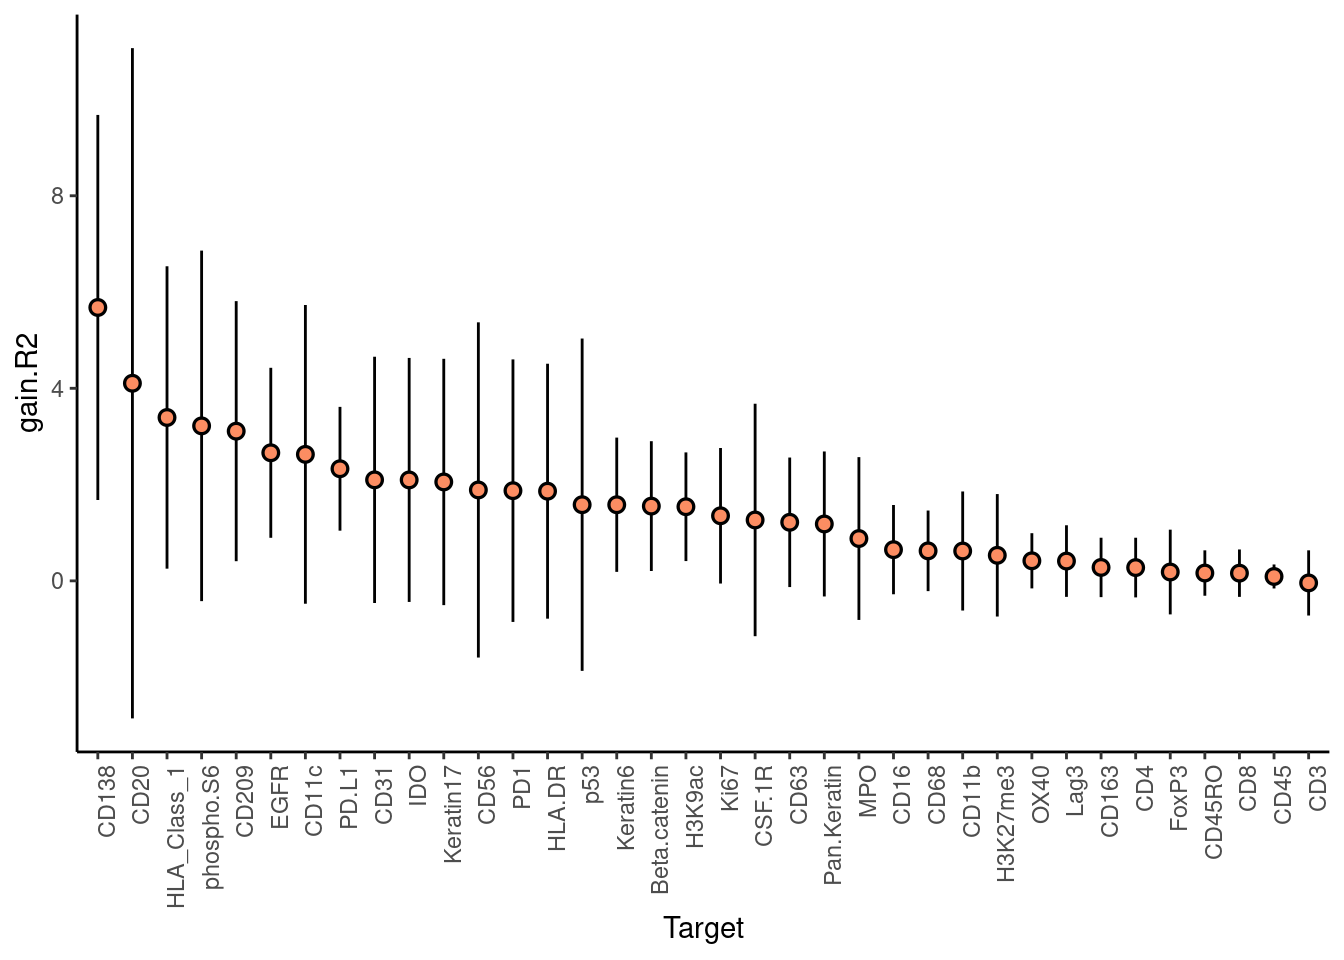 gain.R2
8
4
0
CD138
CD20
HLA_Class_1
phospho.S6
CD209
EGFR
CD11c
PD.L1
CD31
IDO
Keratin17
CD56
PD1
HLA.DR
p53
Keratin6
Beta.catenin
H3K9ac
Ki67
CSF.1R
CD63
Pan.Keratin
MPO
CD16
CD68
CD11b
H3K27me3
OX40
Lag3
CD163
CD4
FoxP3
CD45RO
CD8
CD45
CD3
Target